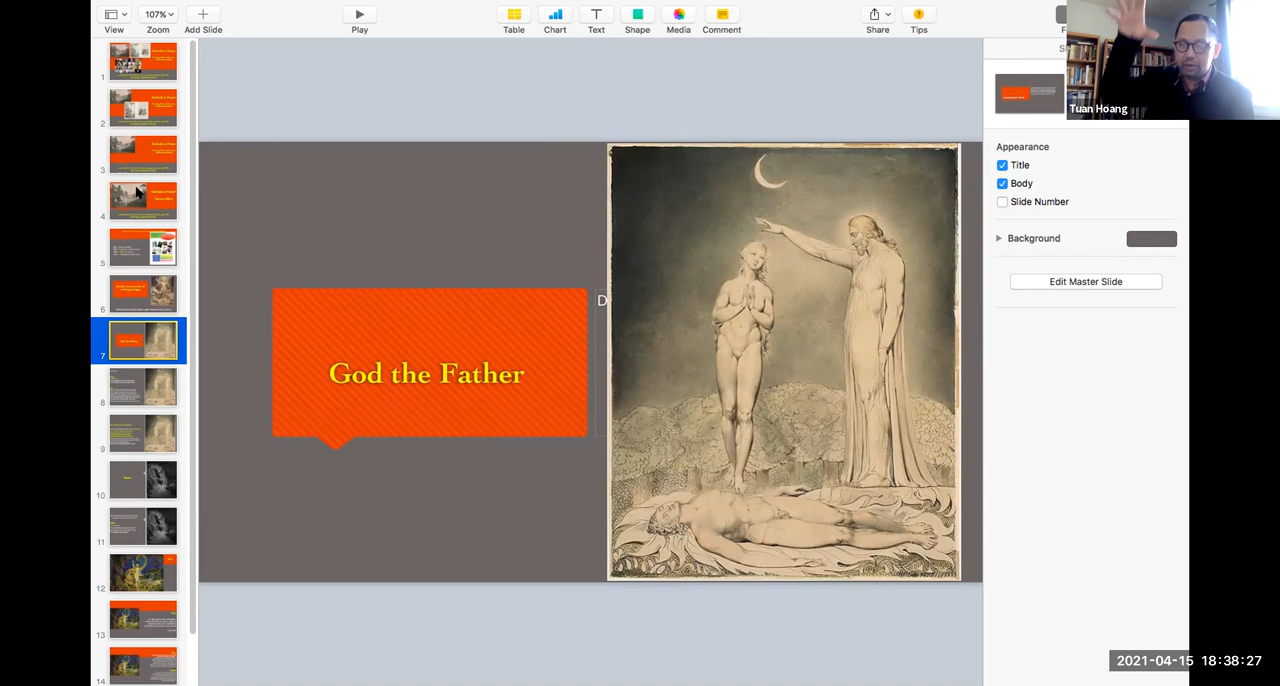 107%
View
Zoom
Add Slide
Play
Table
Chart
Text
Shape
Media
Comment
Share
Tips
Tuan Hoang
Appearance
Title
Body
Slide Number
Background
Edit Master Slide
God the Father
D
1
2
3
4
5
6
7
8
9
10
11
12
13
14
2021-04-15 18:38:27